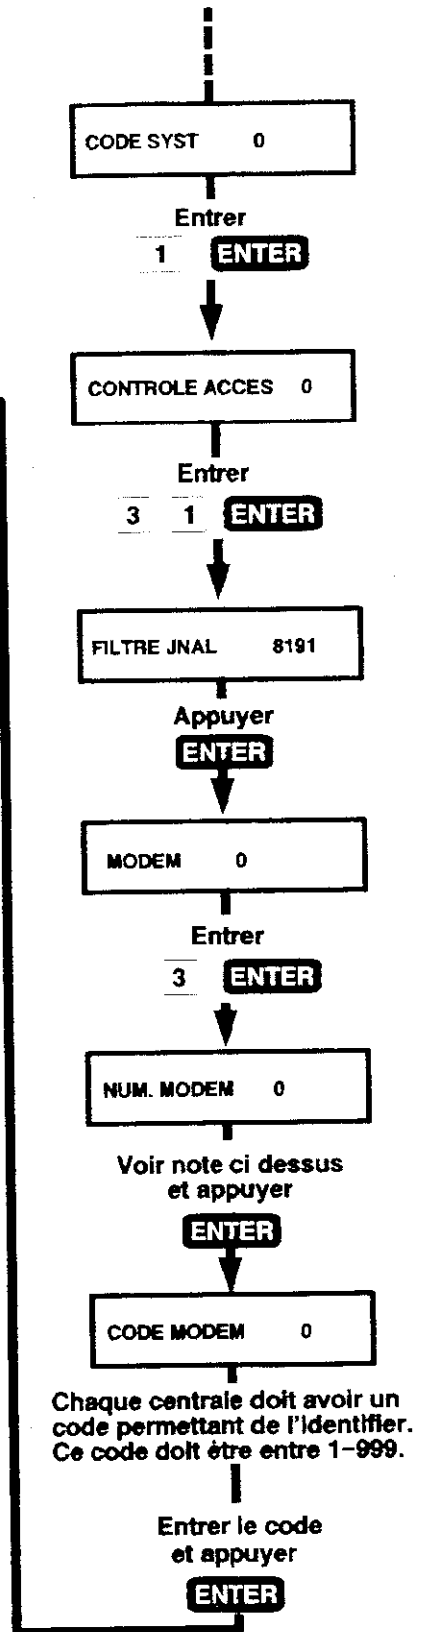 CODE SYST 0
Entrer
1 ENTER
CONTROLE ACCES 0
Entrer
3 1 ENTER
FILTRE JNAL 8191
Appuyer
ENTER
MODEM 0
Entrer
3 ENTER
NUM. MODEM 0
Voir note ci dessus
et appuyer
ENTER
CODE MODEM 0
Chaque centrale doit avoir un
code permettant de l'identifier.
Ce code doit être entre 1-999.
Entrer le code
et appuyer
ENTER